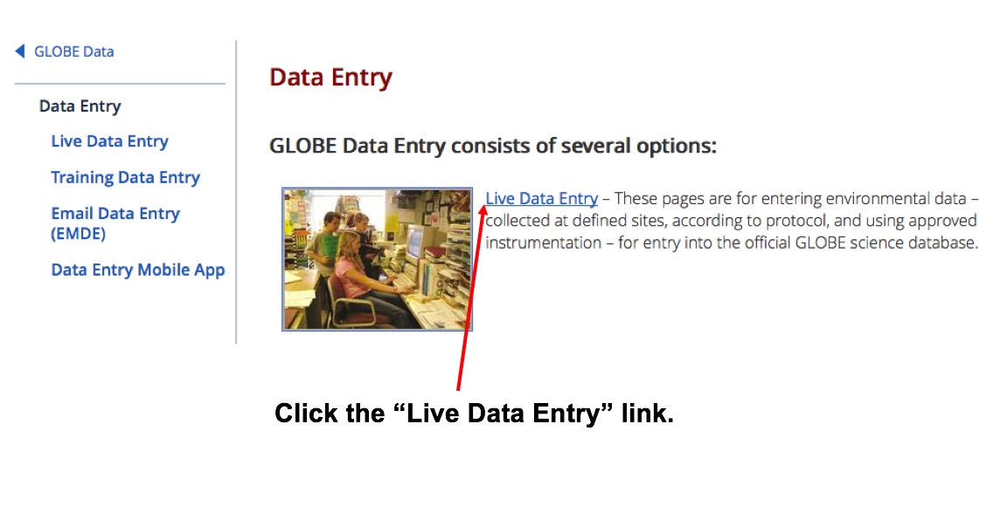 GLOBE Data
Data Entry
Live Data Entry
Training Data Entry
Email Data Entry
(EMDE)
Data Entry Mobile App
Data Entry
GLOBE Data Entry consists of several options:
Live Data Entry – These pages are for entering environmental data –
collected at defined sites, according to protocol, and using approved
instrumentation – for entry into the official GLOBE science database.
Click the “Live Data Entry” link.